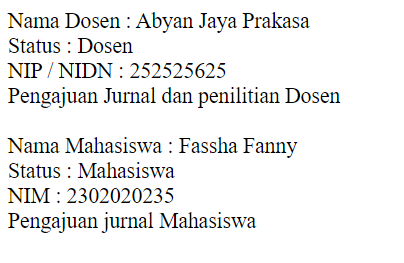 Nama Dosen : Abyan Jaya Prakasa
Status : Dosen
NIP / NIDN : 252525625
Pengajuan Jurnal dan penilitian Dosen
Nama Mahasiswa : Fassha Fanny
Status : Mahasiswa
NIM : 2302020235
Pengajuan jurnal Mahasiswa